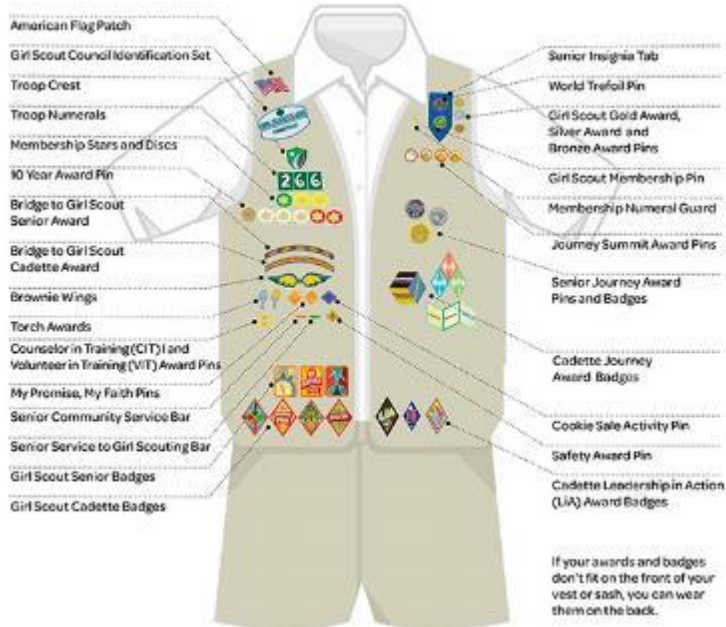 American Flag Patch
Girl Scout Council Identification Set
Troop Crest
Troop Numerals
Membership Stars and Discs
10 Year Award Pin
Bridge to Girl Scout
Senior Award
Bridge to Girl Scout
Cadette Award
Brownie Wings
Torch Awards
Counselor in Training (CIT) I and
Volunteer in Training (VIT) Award Pins
My Promise, My Faith Pins
Senior Community Service Bar
Senior Service to Girl Scouting Bar
Girl Scout Senior Badges
Girl Scout Cadette Badges
266
Senior Insignia Tab
World Trefoil Pin
Girl Scout Gold Award,
Silver Award and
Bronze Award Pins
Girl Scout Membership Pin
Membership Numeral Guard
Journey Summit Award Pins
Senior Journey Award
Pins and Badges
Cadette Journey
Award Badges
Cookie Sale Activity Pin
Safety Award Pin
Cadette Leadership in Action
(LiA) Award Badges
If your awards and badges
don't fit on the front of your
vest or sash, you can wear
them on the back.